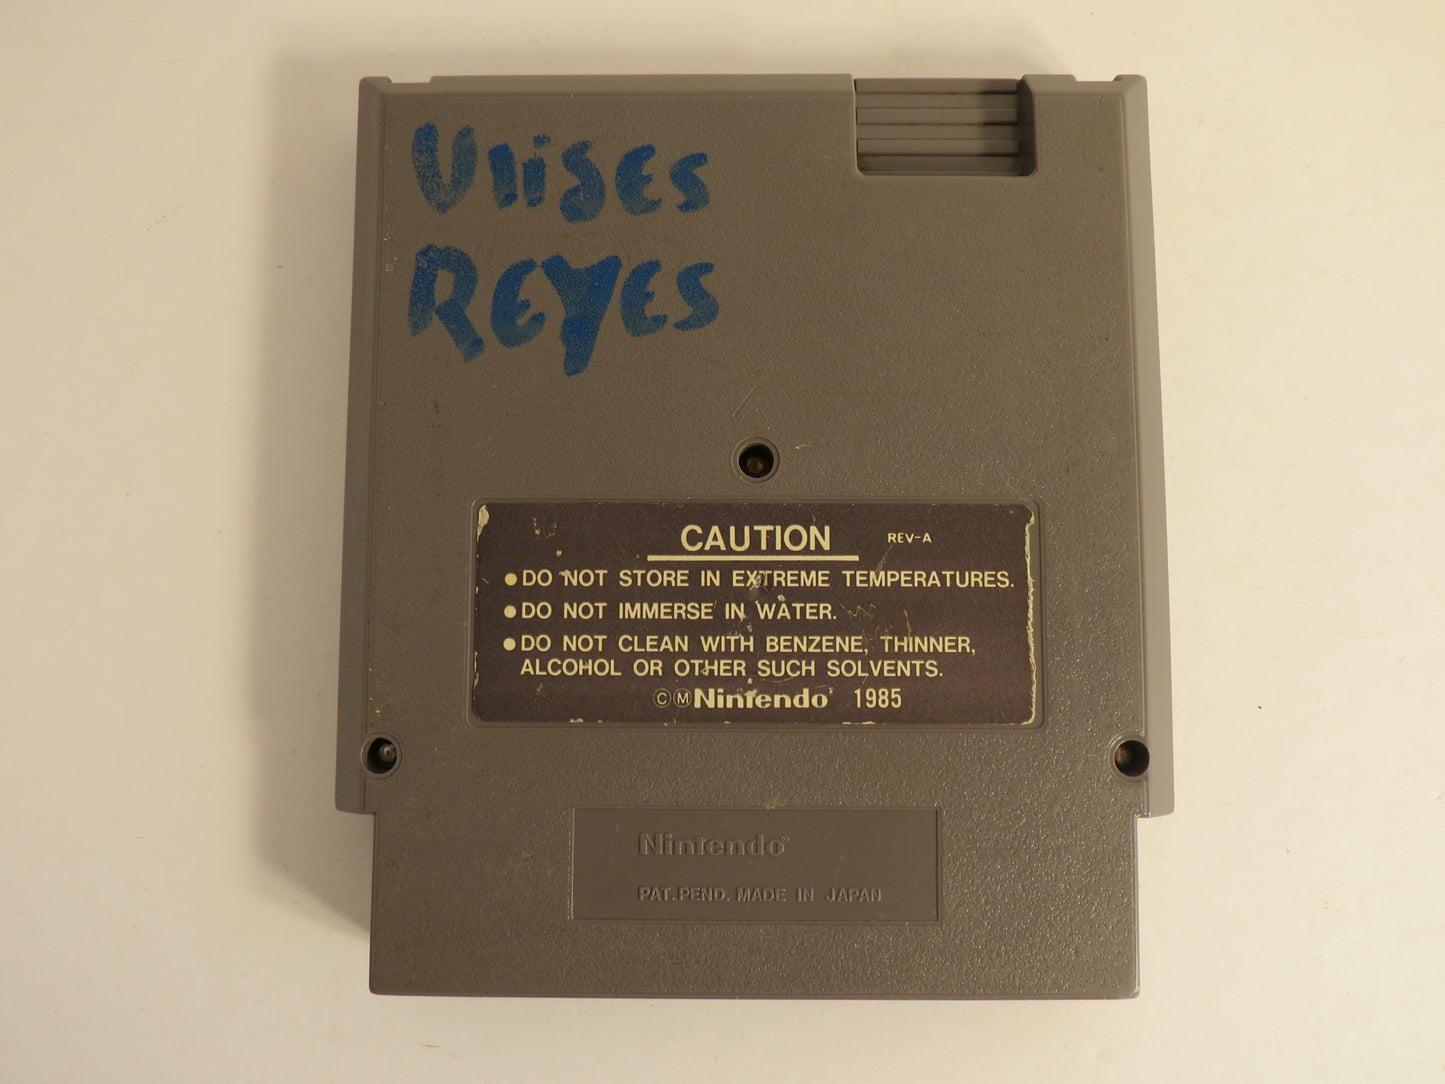 Ulises
Reyes
CAUTION REV-A
● DO NOT STORE IN EXTREME TEMPERATURES.
● DO NOT IMMERSE IN WATER.
● DO NOT CLEAN WITH BENZENE, THINNER,
ALCOHOL OR OTHER SUCH SOLVENTS.
ⒸⓂNintendo® 1985
Nintendo®
PAT. PEND. MADE IN JAPAN